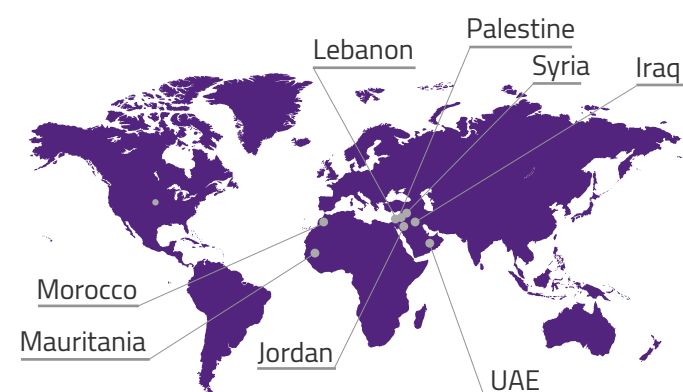 Palestine
Lebanon
Syria
Iraq
Morocco
Mauritania
Jordan
UAE